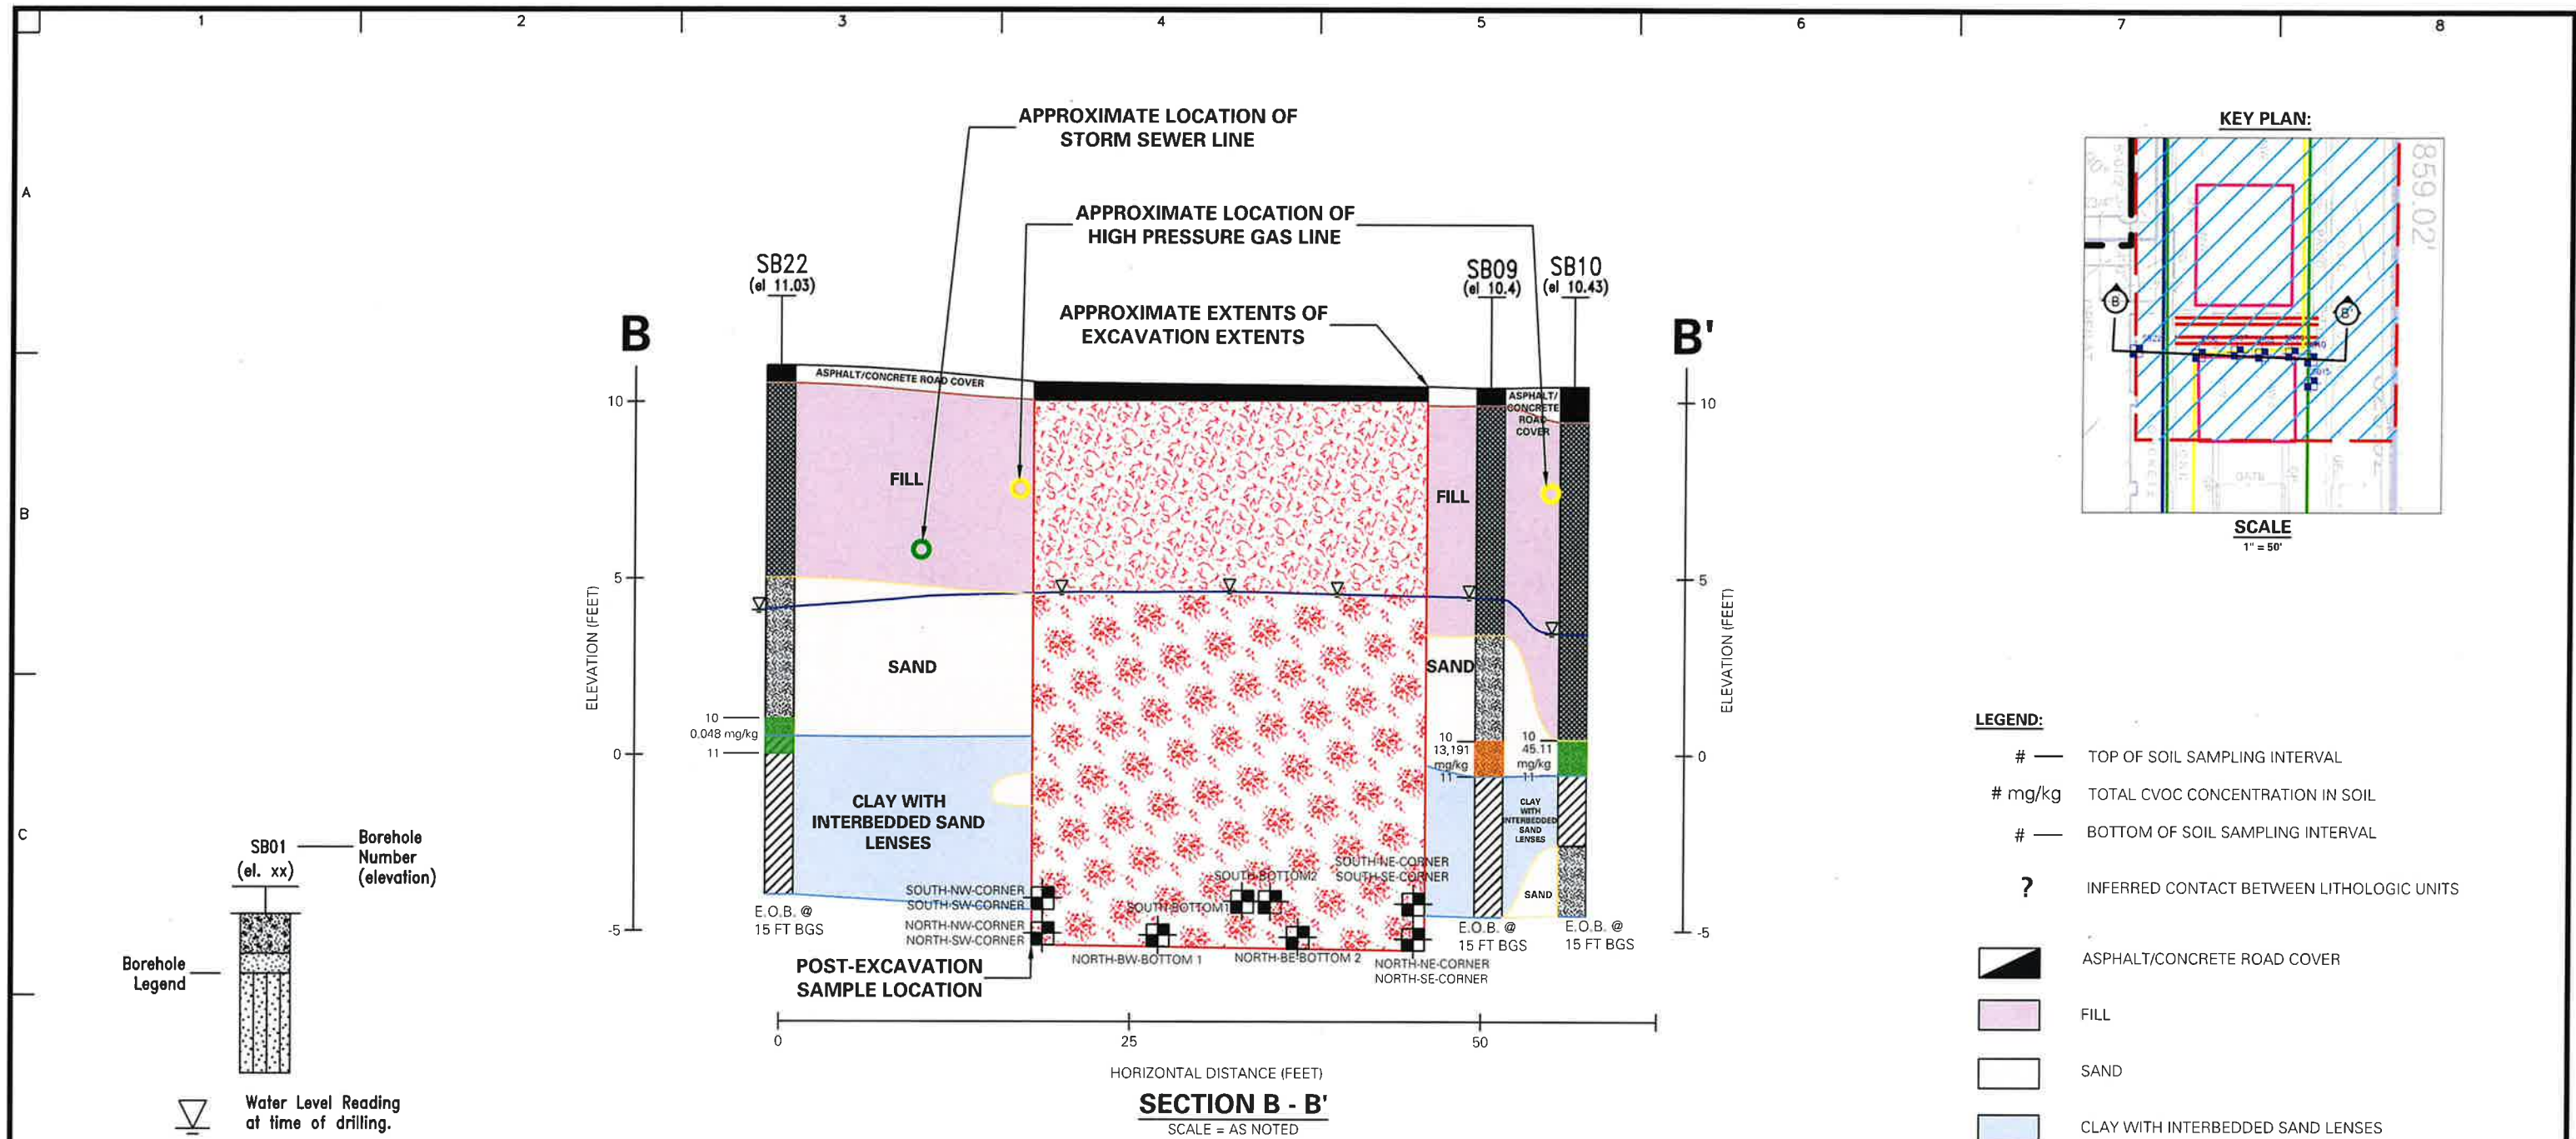 1 2 3 4 5 6 7 8
A
B
C
APPROXIMATE LOCATION OF
STORM SEWER LINE
APPROXIMATE LOCATION OF
HIGH PRESSURE GAS LINE
APPROXIMATE EXTENTS OF
EXCAVATION EXTENTS
SB22
(el 11.03)
SB09
(el 10.4)
SB10
(el 10.43)
B
B'
ASPHALT/CONCRETE ROAD COVER
ASPHALT/
CONCRETE
ROAD
COVER
10
5
0
-5
ELEVATION (FEET)
10
5
0
-5
ELEVATION (FEET)
FILL
FILL
SAND
SAND
10
0.048 mg/kg
11
10
13,191
mg/kg
11
10
45.11
mg/kg
11
CLAY WITH
INTERBEDDED SAND
LENSES
CLAY
WITH
INTERBEDDED
SAND
LENSES
SAND
SOUTH-NW-CORNER
SOUTH-SW-CORNER
NORTH-NW-CORNER
NORTH-SW-CORNER
SOUTH-BOTTOM1
SOUTH-BOTTOM2
SOUTH-NE-CORNER
SOUTH-SE-CORNER
NORTH-BW-BOTTOM 1
NORTH-BE-BOTTOM 2
NORTH-NE-CORNER
NORTH-SE-CORNER
E.O.B. @
15 FT BGS
E.O.B. @
15 FT BGS
E.O.B. @
15 FT BGS
POST-EXCAVATION
SAMPLE LOCATION
0 25 50
HORIZONTAL DISTANCE (FEET)
SECTION B - B'
SCALE = AS NOTED
SB01
(el. xx)
Borehole
Number
(elevation)
Borehole
Legend
Water Level Reading
at time of drilling.
KEY PLAN:
859.02'
B
B'
GATE
SCALE
1" = 50'
LEGEND:
# — TOP OF SOIL SAMPLING INTERVAL
# mg/kg TOTAL CVOC CONCENTRATION IN SOIL
# — BOTTOM OF SOIL SAMPLING INTERVAL
? INFERRED CONTACT BETWEEN LITHOLOGIC UNITS
ASPHALT/CONCRETE ROAD COVER
FILL
SAND
CLAY WITH INTERBEDDED SAND LENSES